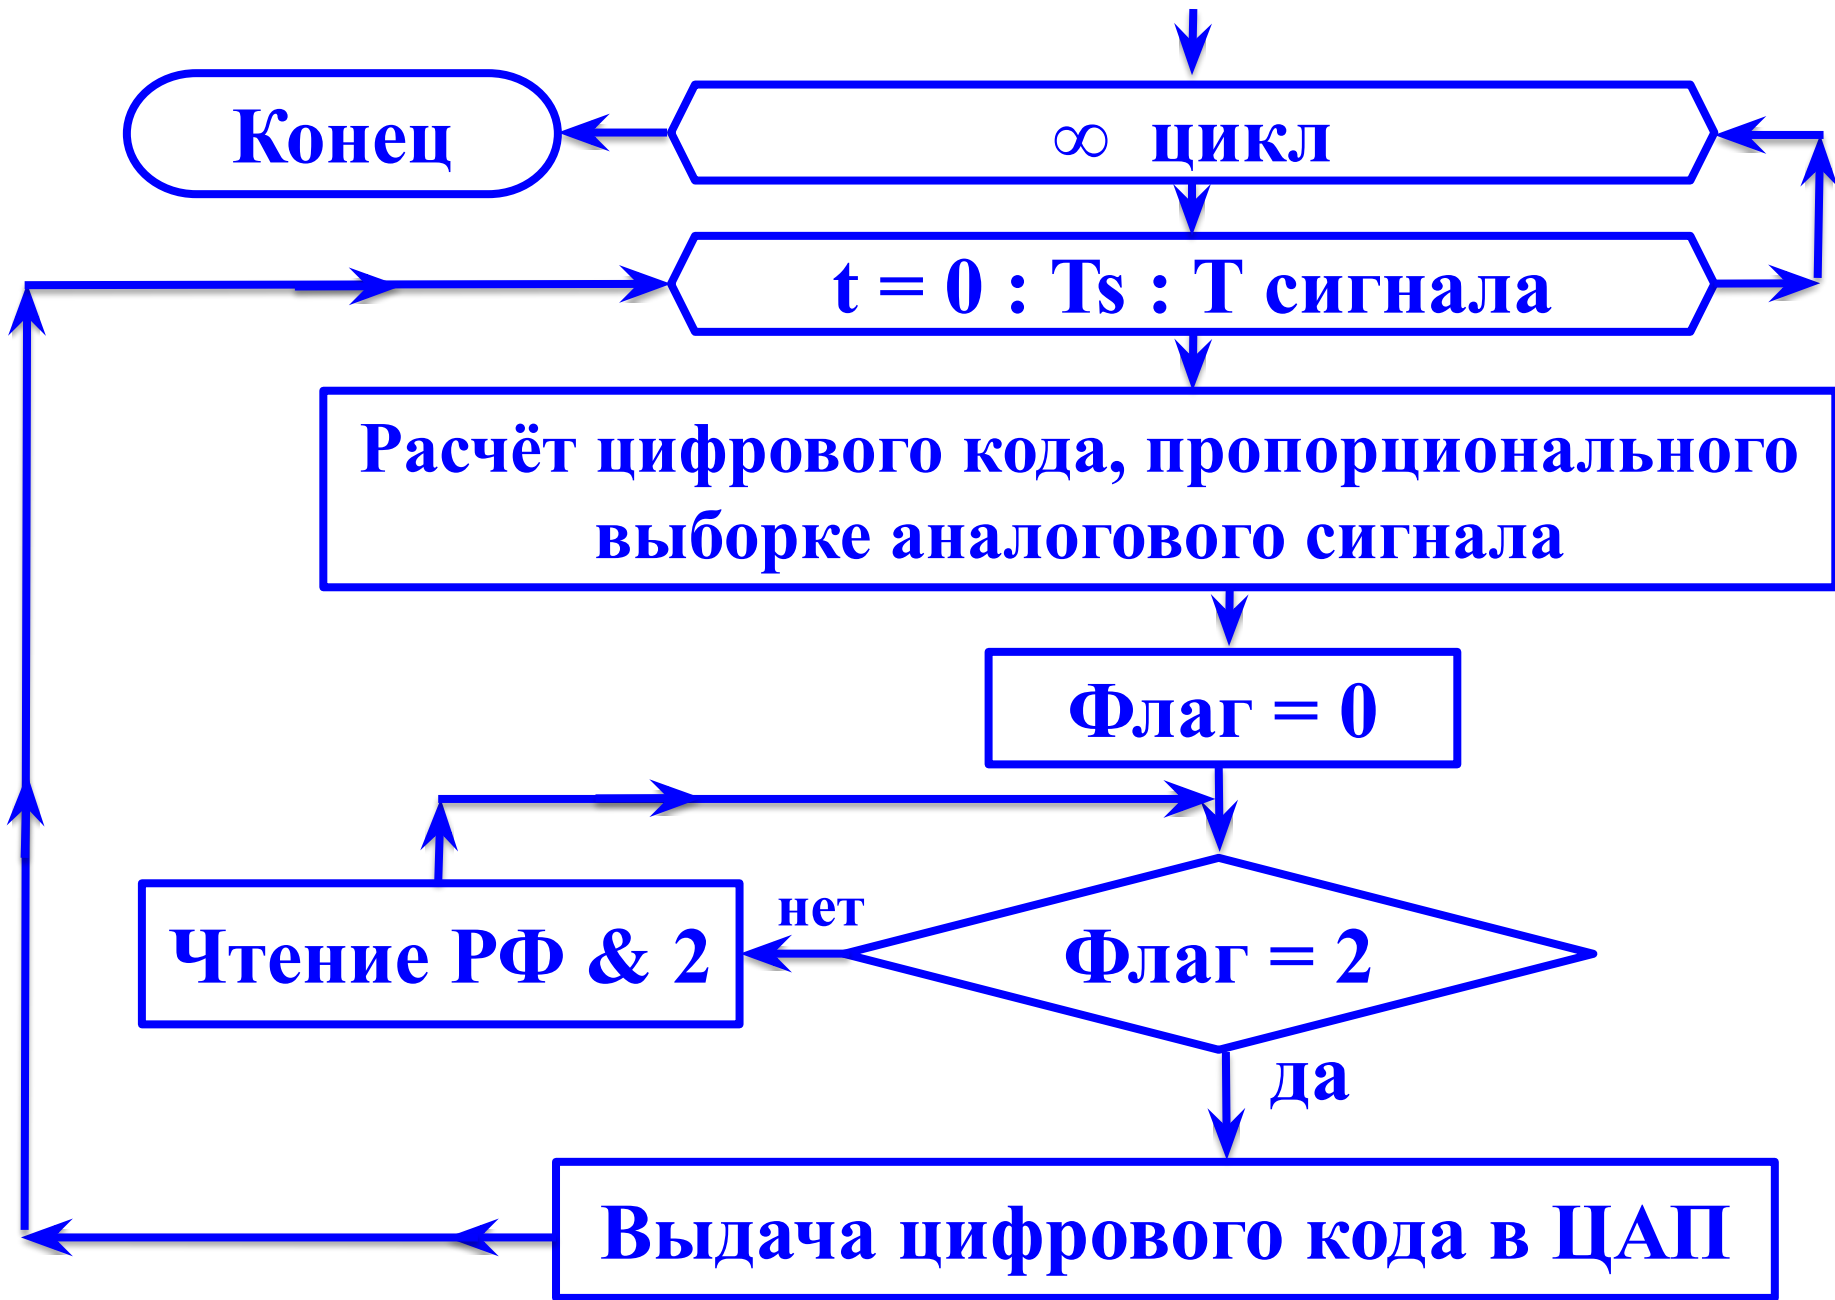 Конец
∞ цикл
t = 0 : Ts : T сигнала
Расчёт цифрового кода, пропорционального
выборке аналогового сигнала
Флаг = 0
нет
Чтение РФ & 2
Флаг = 2
да
Выдача цифрового кода в ЦАП